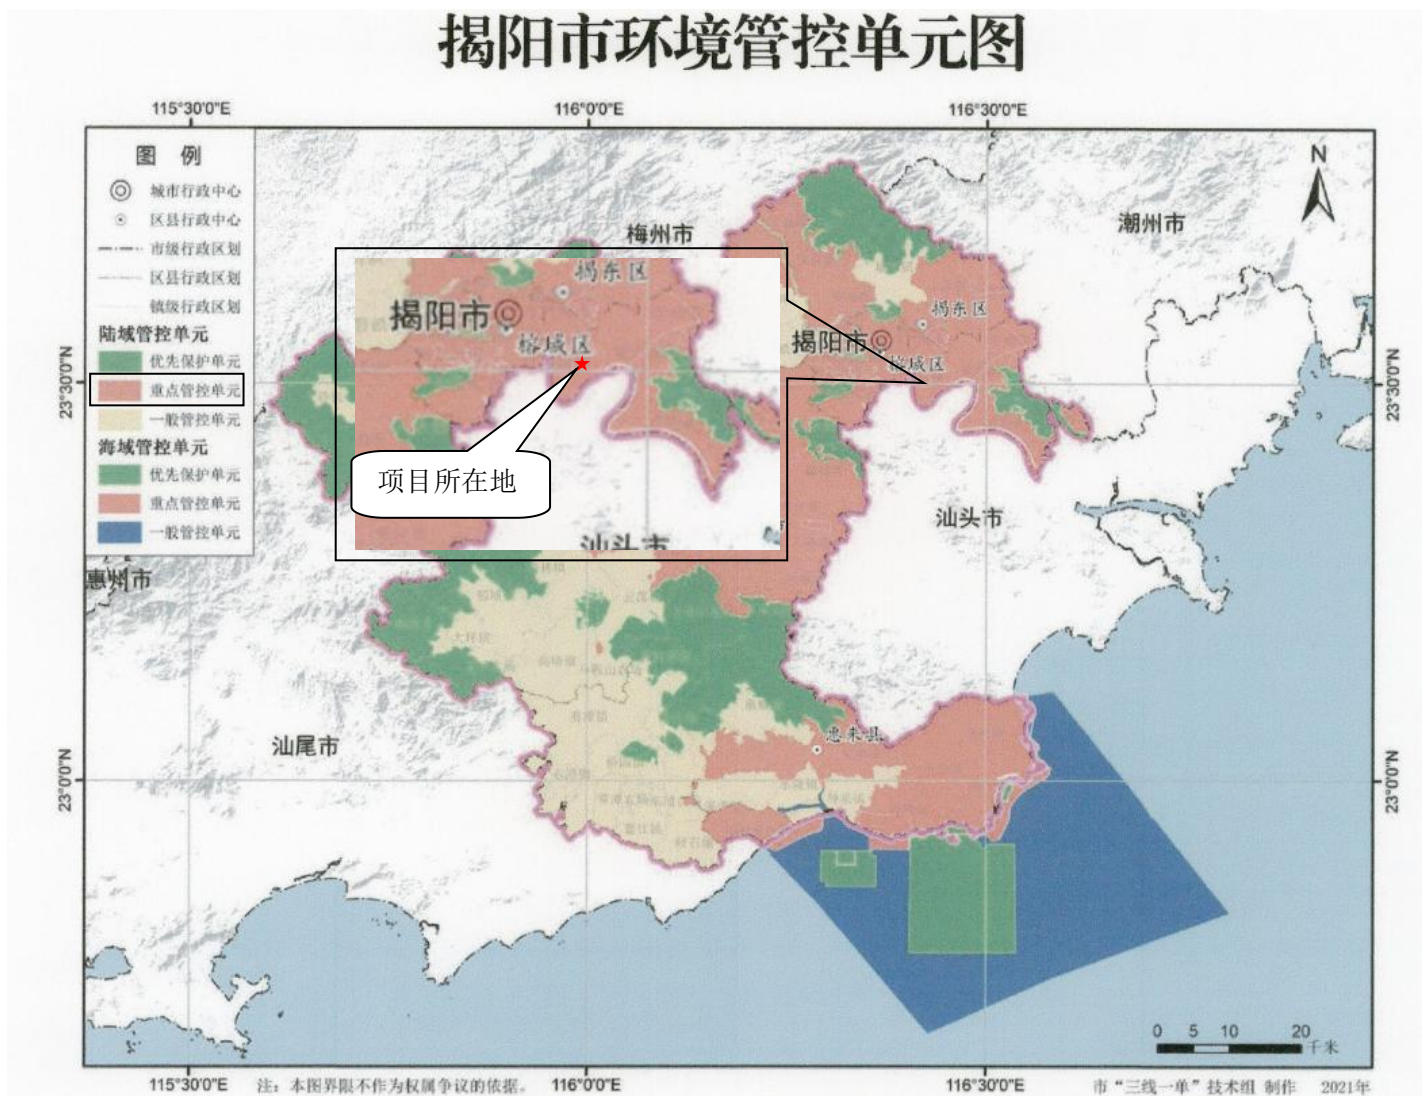 揭阳市环境管控单元图
115°30'0"E
116°0'0"E
116°30'0"E
图 例
城市行政中心
区县行政中心
市级行政区划
区县行政区划
镇级行政区划
陆域管控单元
优先保护单元
重点管控单元
一般管控单元
海域管控单元
优先保护单元
重点管控单元
一般管控单元
N
梅州市
潮州市
揭东区
揭阳市
榕城区
揭东区
揭阳市
榕城区
23°30'0"N
23°30'0"N
项目所在地
汕头市
汕头市
惠州市
大坪镇
汕尾市
惠来县
23°0'0"N
23°0'0"N
0 5 10 20
千米
115°30'0"E
116°0'0"E
116°30'0"E
注：本图界限不作为权属争议的依据。
市“三线一单”技术组 制作 2021年